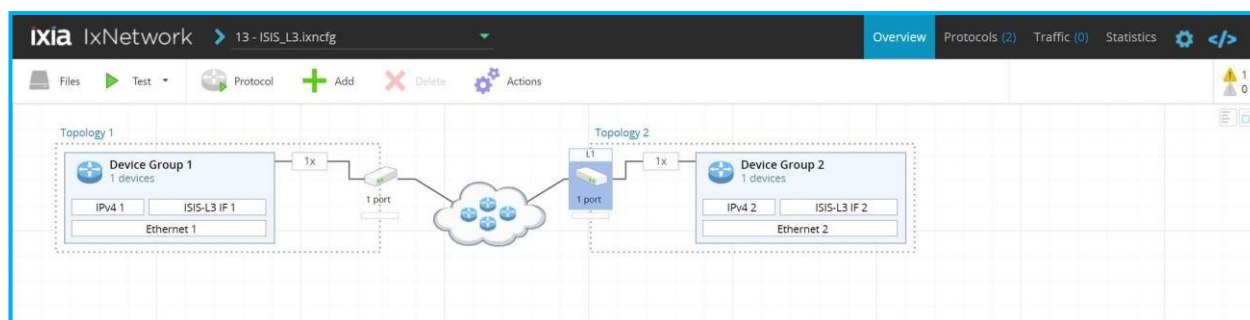 ixia IxNetwork 13 - ISIS_L3.ixncfg Overview Protocols (2) Traffic (0) Statistics </>
Files Test Protocol Add Delete Actions 1
0
Topology 1 Topology 2
Device Group 1
1 devices
1x
1 port
IPv4 1 ISIS-L3 IF 1
Ethernet 1
L1
1 port
1x
Device Group 2
1 devices
IPv4 2 ISIS-L3 IF 2
Ethernet 2